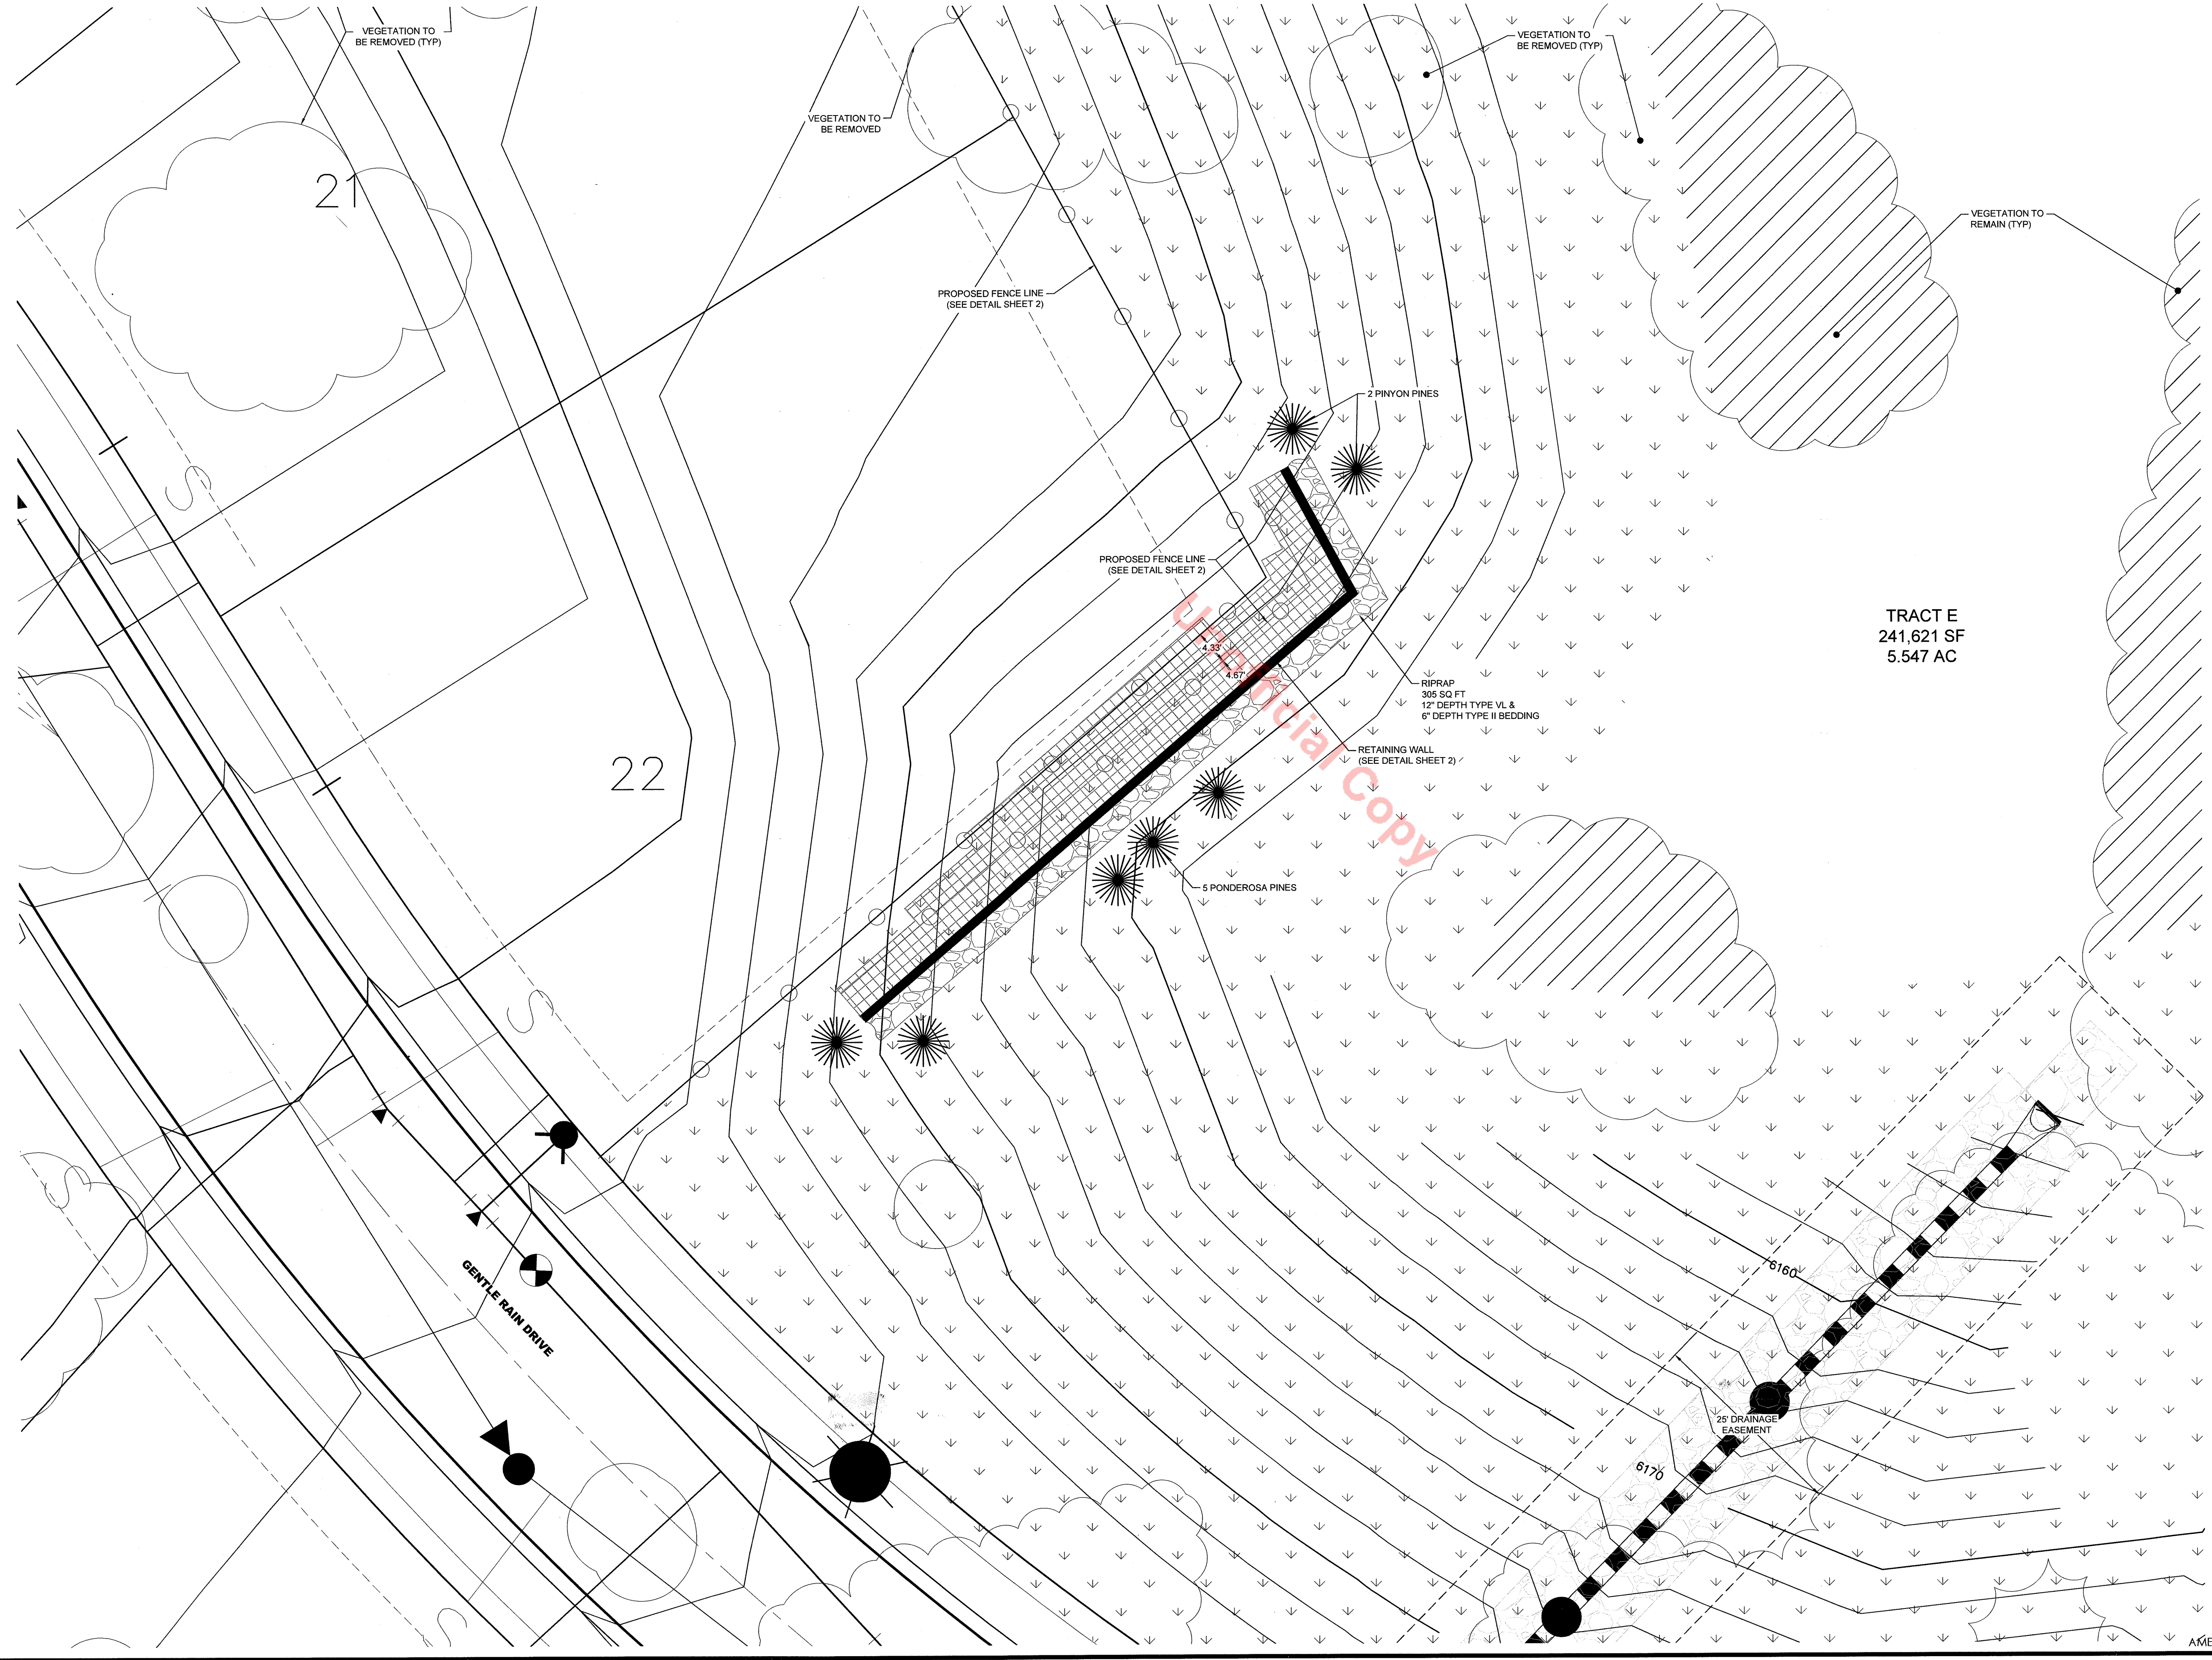 VEGETATION TO
BE REMOVED (TYP)
VEGETATION TO
BE REMOVED (TYP)
VEGETATION TO
BE REMOVED
21
VEGETATION TO
REMAIN (TYP)
PROPOSED FENCE LINE
(SEE DETAIL SHEET 2)
2 PINYON PINES
S
PROPOSED FENCE LINE
(SEE DETAIL SHEET 2)
Unofficial Copy
TRACT E
241,621 SF
5.547 AC
4.33'
4.67'
RIPRAP
305 SQ FT
12" DEPTH TYPE VL &
6" DEPTH TYPE II BEDDING
RETAINING WALL
(SEE DETAIL SHEET 2)
22
5 PONDEROSA PINES
S
S
GENTLE RAIN DRIVE
6160
25' DRAINAGE
EASEMENT
6170
S
AME